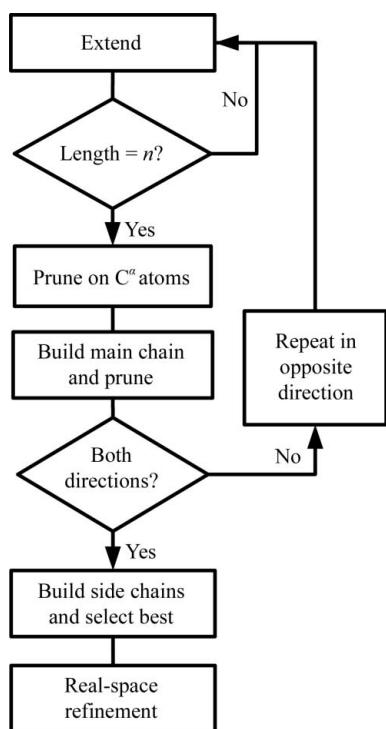 Extend
No
Length = n?
Yes
Prune on Cᵅ atoms
Build main chain
and prune
Repeat in
opposite
direction
Both
directions?
No
Yes
Build side chains
and select best
Real-space
refinement